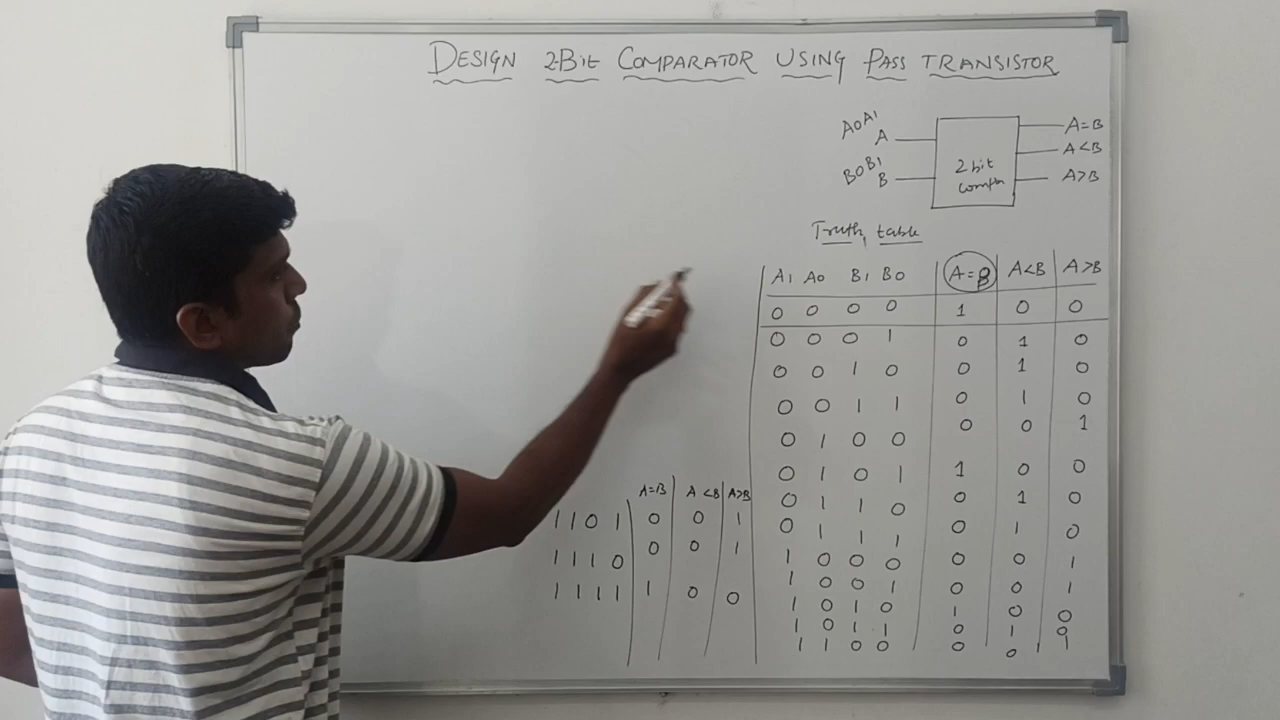 DESIGN 2-BIT COMPARATOR USING PASS TRANSISTOR
A0A1
A
B0B1
B
2 bit
A=B
A<B
A>B
Truth table
A1 A0 B1 B0 A=B A<B A>B
0 0 0 0 1 0 0
0 0 0 1 0 1 0
0 0 1 0 0 1 0
0 0 1 1 0 1 0
0 1 0 0 0 0 1
0 1 0 1 1 0 0
0 1 1 0 0 1 0
0 1 1 1 0 1 0
1 0 0 0 0 0 1
1 0 0 1 0 0 1
1 0 1 0 1 0 0
1 0 1 1 0 1 0
1 1 0 0 0 0 1
A=B A<B A>B
1 1 0 1 0 0 1
1 1 1 0 0 0 1
1 1 1 1 1 0 0